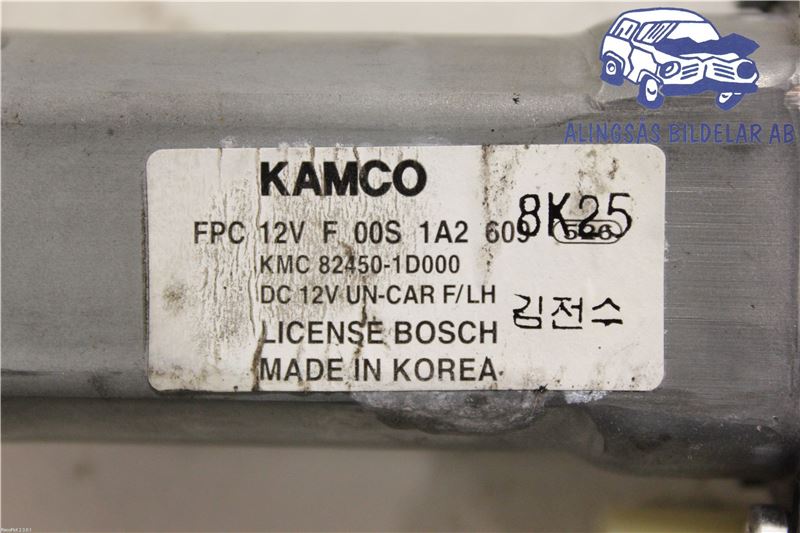 ALINGSÅS BILDELAR AB
KAMCO
8K25
FPC 12V F 00S 1A2 609
KMC 82450-1D000
DC 12V UN-CAR F/LH
김전수
LICENSE BOSCH
MADE IN KOREA